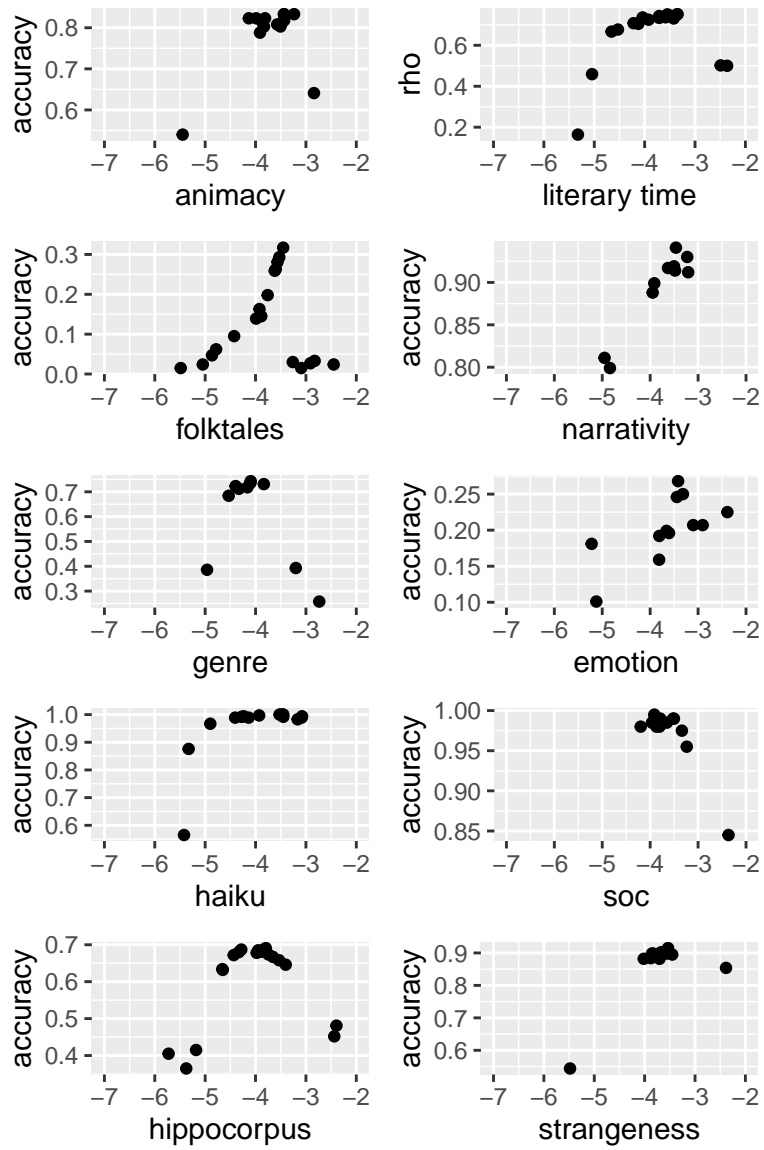 accuracy
0.8
0.7
0.6
−7 −6 −5 −4 −3 −2
animacy
rho
0.6
0.4
0.2
−7 −6 −5 −4 −3 −2
literary time
accuracy
0.3
0.2
0.1
0.0
−7 −6 −5 −4 −3 −2
folktales
accuracy
0.90
0.85
0.80
−7 −6 −5 −4 −3 −2
narrativity
accuracy
0.7
0.6
0.5
0.4
0.3
−7 −6 −5 −4 −3 −2
genre
accuracy
0.25
0.20
0.15
0.10
−7 −6 −5 −4 −3 −2
emotion
accuracy
1.0
0.9
0.8
0.7
0.6
−7 −6 −5 −4 −3 −2
haiku
accuracy
1.00
0.95
0.90
0.85
−7 −6 −5 −4 −3 −2
soc
accuracy
0.7
0.6
0.5
0.4
−7 −6 −5 −4 −3 −2
hippocorpus
accuracy
0.9
0.8
0.7
0.6
−7 −6 −5 −4 −3 −2
strangeness